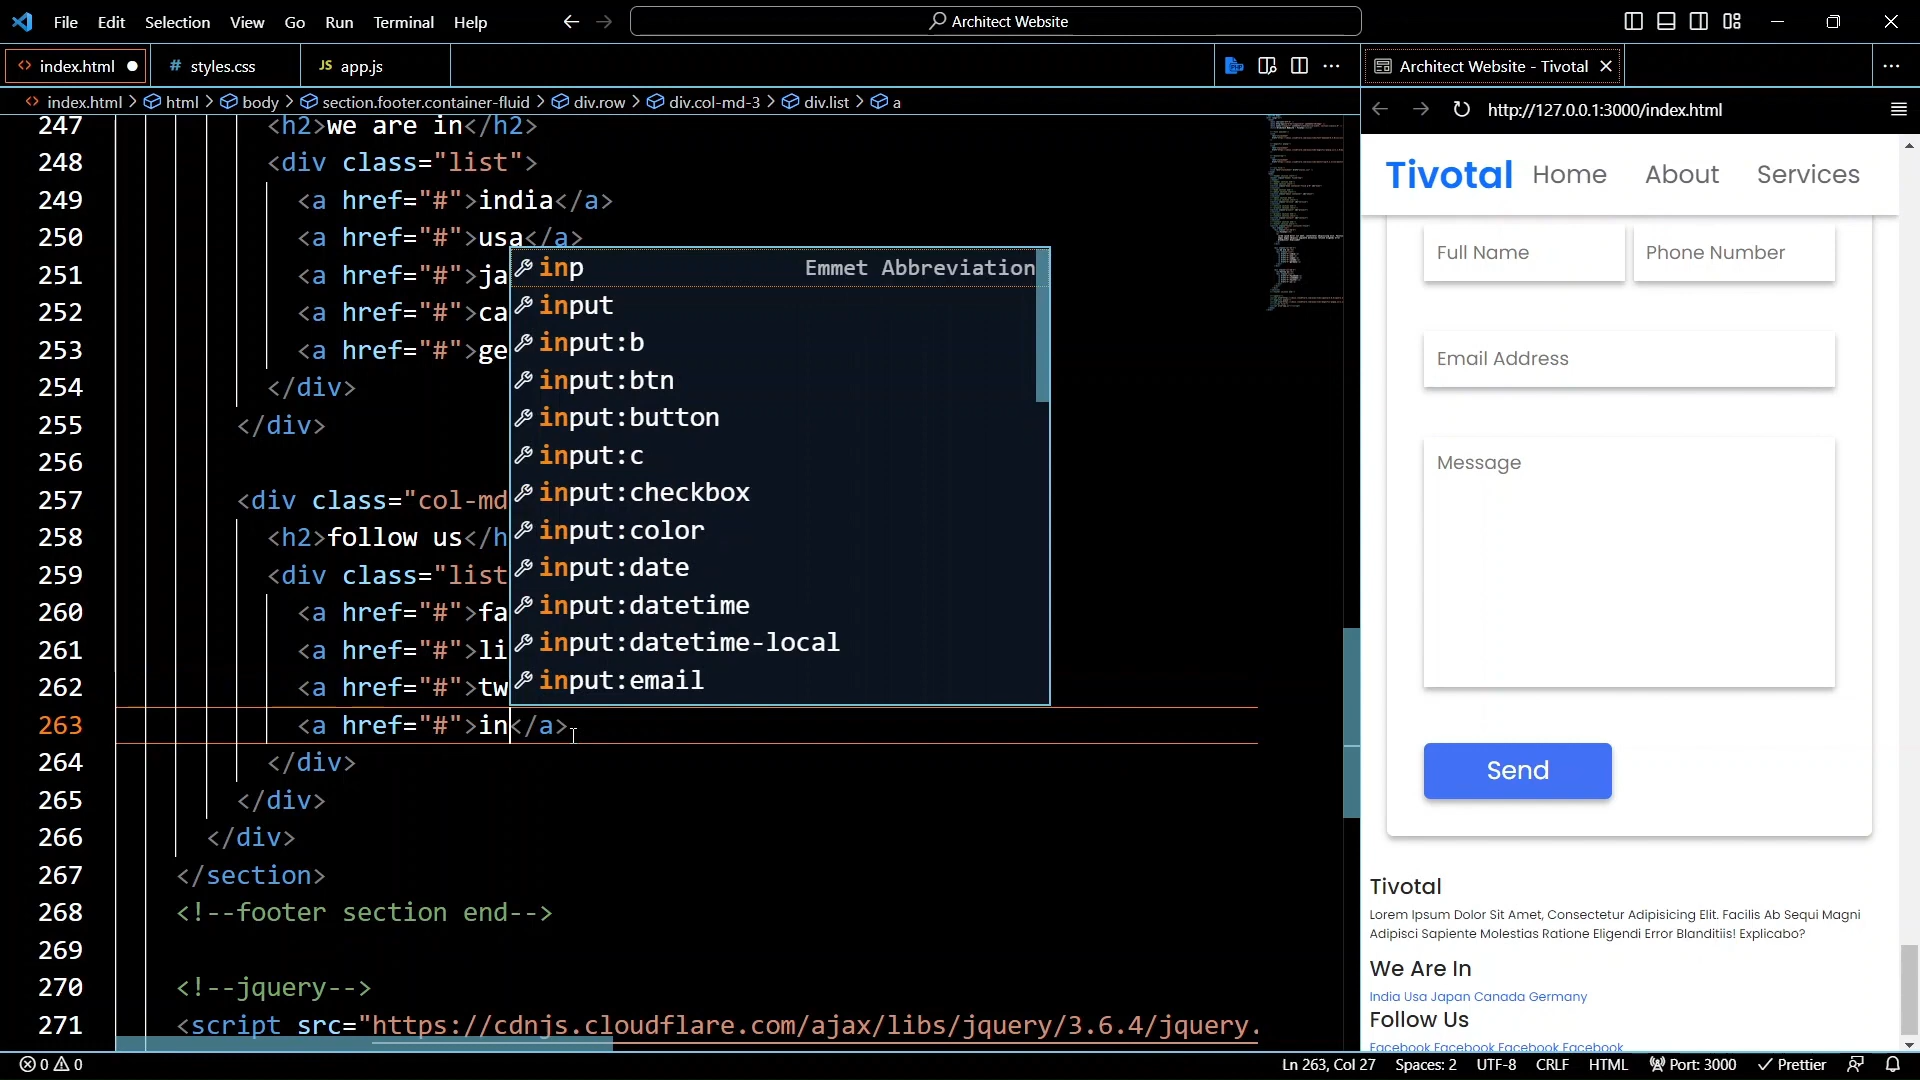 File Edit Selection View Go Run Terminal Help
Architect Website
index.html
# styles.css
JS app.js
Architect Website - Tivotal
index.html > html > body > section.footer.container-fluid > div.row > div.col-md-3 > div.list > a
http://127.0.0.1:3000/index.html
247 <h2>we are in</h2>
248 <div class="list">
249 <a href="#">india</a>
250 <a href="#">usa</a>
251 <a href="#">ja
252 <a href="#">ca
253 <a href="#">ge
254 </div>
255 </div>
256
257 <div class="col-md
258 <h2>follow us</h
259 <div class="list
260 <a href="#">fa
261 <a href="#">li
262 <a href="#">tw
263 <a href="#">in</a>
264 </div>
265 </div>
266 </div>
267 </section>
268 <!--footer section end-->
269
270 <!--jquery-->
271 <script src="https://cdnjs.cloudflare.com/ajax/libs/jquery/3.6.4/jquery.
inp Emmet Abbreviation
input
input:b
input:btn
input:button
input:c
input:checkbox
input:color
input:date
input:datetime
input:datetime-local
input:email
Tivotal Home About Services
Full Name Phone Number
Email Address
Message
Send
Tivotal
Lorem Ipsum Dolor Sit Amet, Consectetur Adipisicing Elit. Facilis Ab Sequi Magni
Adipisci Sapiente Molestias Ratione Eligendi Error Blanditiis! Explicabo?
We Are In
India Usa Japan Canada Germany
Follow Us
Facebook Facebook Facebook Facebook
0 0
Ln 263, Col 27 Spaces: 2 UTF-8 CRLF HTML Port: 3000 Prettier